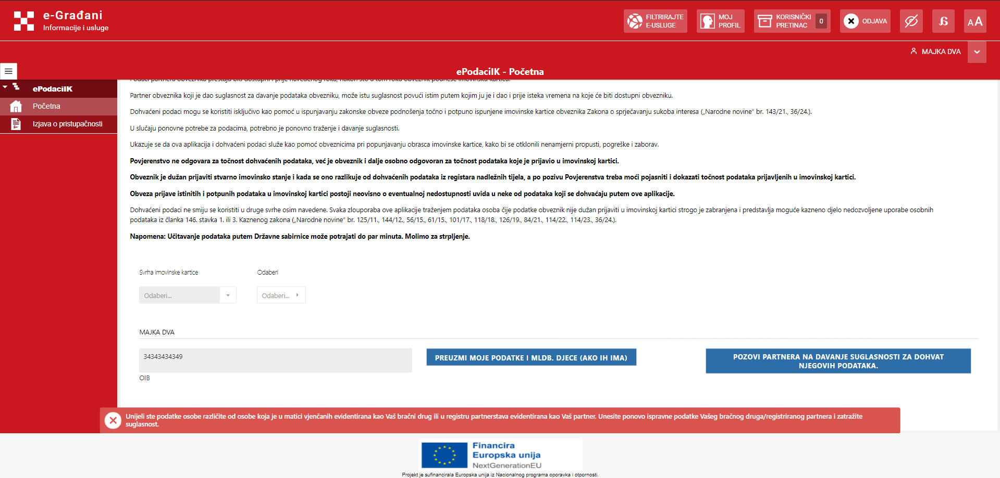 e-Građani
Informacije i usluge
FILTRIRAJTE
E-USLUGE
MOJ
PROFIL
KORISNIČKI
PRETINAC
0
ODJAVA
AA
MAJKA DVA
ePodaciIK - Početna
ePodaciIK
Početna
Izjava o pristupačnosti
Podaci partnera obveznika prestaju biti dostupni i prije navedenog roka, nakon što u tom roku obveznik podnese imovinsku karticu.
Partner obveznika koji je dao suglasnost za davanje podataka obvezniku, može istu suglasnost povući istim putem kojim ju je i dao i prije isteka vremena na koje će biti dostupni obvezniku.
Dohvaćeni podaci mogu se koristiti isključivo kao pomoć u ispunjavanju zakonske obveze podnošenja točno i potpuno ispunjene imovinske kartice obveznika Zakona o sprječavanju sukoba interesa („Narodne novine“ br. 143/21., 36/24.).
U slučaju ponovne potrebe za podacima, potrebno je ponovno traženje i davanje suglasnosti.
Ukazuje se da ova aplikacija i dohvaćeni podaci služe kao pomoć obveznicima pri popunjavanju obrasca imovinske kartice, kako bi se otklonili nenamjerni propusti, pogreške i zaborav.
Povjerenstvo ne odgovara za točnost dohvaćenih podataka, već je obveznik i dalje osobno odgovoran za točnost podataka koje je prijavio u imovinskoj kartici.
Obveznik je dužan prijaviti stvarno imovinsko stanje i kada se ono razlikuje od dohvaćenih podataka iz registara nadležnih tijela, a po pozivu Povjerenstva treba moći pojasniti i dokazati točnost podataka prijavljenih u imovinskoj kartici.
Obveza prijave istinitih i potpunih podataka u imovinskoj kartici postoji neovisno o eventualnoj nedostupnosti uvida u neke od podataka koji se dohvaćaju putem ove aplikacije.
Dohvaćeni podaci ne smiju se koristiti u druge svrhe osim navedene. Svaka zlouporaba ove aplikacije traženjem podataka osoba čije podatke obveznik nije dužan prijaviti u imovinskoj kartici strogo je zabranjena i predstavlja moguće kazneno djelo nedozvoljene uporabe osobnih
podataka iz članka 146. stavka 1. ili 3. Kaznenog zakona („Narodne novine“ br. 125/11., 144/12., 56/15., 61/15., 101/17., 118/18., 126/19., 84/21., 114/22., 114/23., 36/24.).
Napomena: Učitavanje podataka putem Državne sabirnice može potrajati do par minuta. Molimo za strpljenje.
Svrha imovinske kartice
Odaberi
Odaberi...
Odaberi...
MAJKA DVA
34343434349
OIB
PREUZMI MOJE PODATKE I MLDB. DJECE (AKO IH IMA)
POZOVI PARTNERA NA DAVANJE SUGLASNOSTI ZA DOHVAT
NJEGOVIH PODATAKA.
Unijeli ste podatke osobe različite od osobe koja je u matici vjenčanih evidentirana kao Vaš bračni drug ili u registru partnerstava evidentirana kao Vaš partner. Unesite ponovo ispravne podatke Vašeg bračnog druga/registriranog partnera i zatražite
suglasnost.
Financira
Europska unija
NextGenerationEU
Projekt je sufinancirala Europska unija iz Nacionalnog programa oporavka i otpornosti.